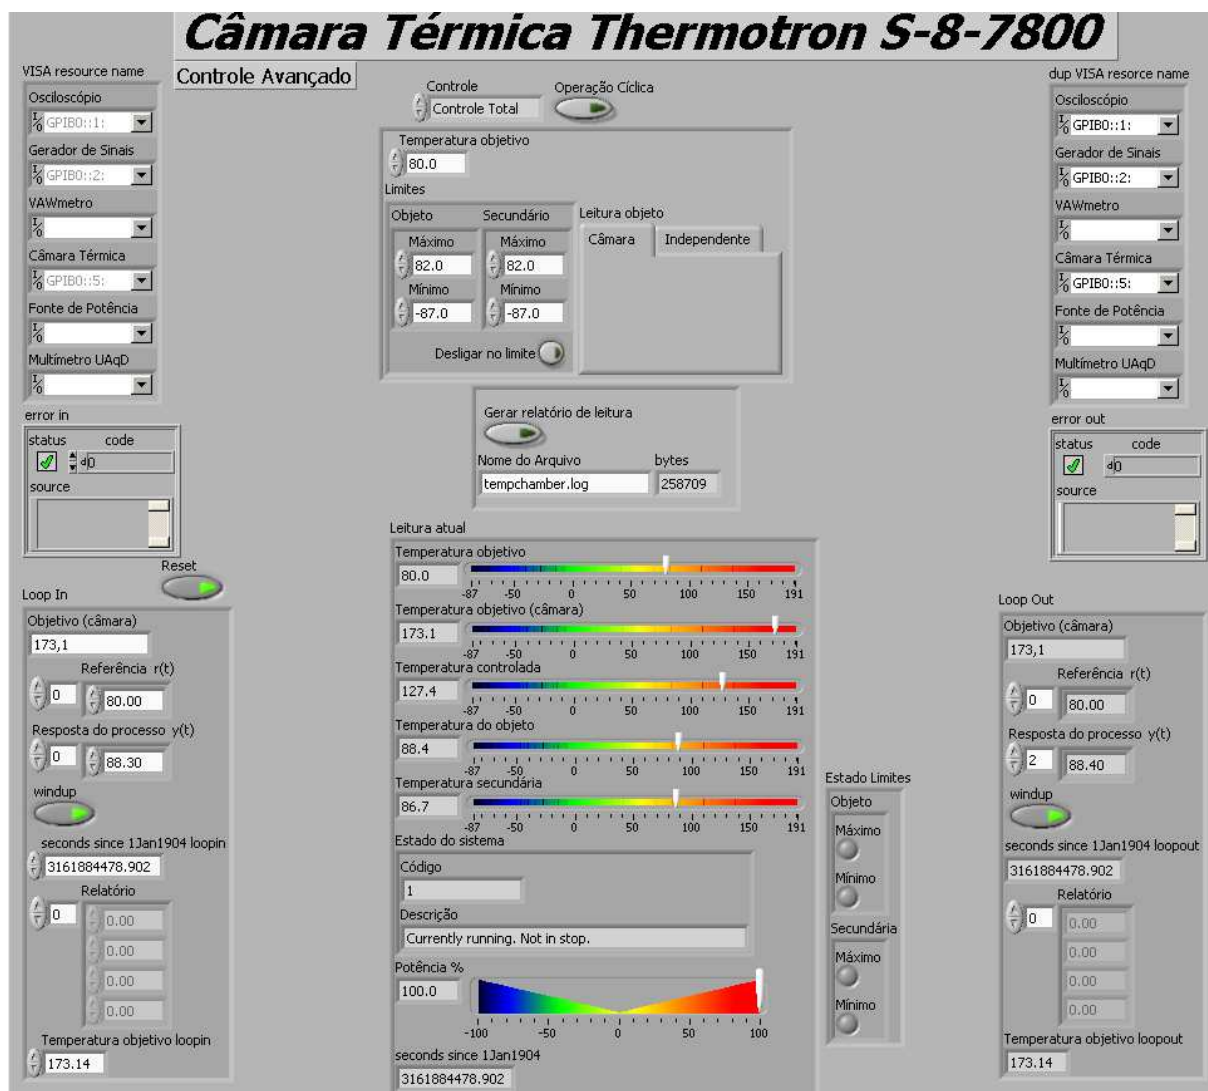 Câmara Térmica Thermotron S-8-7800
Controle Avançado
VISA resource name
Osciloscópio
GPIB0::1:
Gerador de Sinais
GPIB0::2:
VAWmetro
Câmara Térmica
GPIB0::5:
Fonte de Potência
Multímetro UAqD
error in
status code
d0
source
Reset
Loop In
Objetivo (câmara)
173,1
Referência r(t)
0 80.00
Resposta do processo y(t)
0 88.30
windup
seconds since 1Jan1904 loopin
3161884478.902
Relatório
0 0.00
0.00
0.00
0.00
Temperatura objetivo loopin
173.14
Controle
Controle Total
Operação Cíclica
Temperatura objetivo
80.0
Limites
Objeto Secundário
Máximo Máximo
82.0 82.0
Mínimo Mínimo
-87.0 -87.0
Desligar no limite
Leitura objeto
Câmara Independente
Gerar relatório de leitura
Nome do Arquivo bytes
tempchamber.log 258709
Leitura atual
Temperatura objetivo
80.0
-87 -50 0 50 100 150 191
Temperatura objetivo (câmara)
173.1
-87 -50 0 50 100 150 191
Temperatura controlada
127.4
-87 -50 0 50 100 150 191
Temperatura do objeto
88.4
-87 -50 0 50 100 150 191
Temperatura secundária
86.7
-87 -50 0 50 100 150 191
Estado do sistema
Código
1
Descrição
Currently running. Not in stop.
Potência %
100.0
-100 -50 0 50 100
seconds since 1Jan1904
3161884478.902
Estado Limites
Objeto
Máximo
Mínimo
Secundária
Máximo
Mínimo
dup VISA resorce name
Osciloscópio
GPIB0::1:
Gerador de Sinais
GPIB0::2:
VAWmetro
Câmara Térmica
GPIB0::5:
Fonte de Potência
Multímetro UAqD
error out
status code
d0
source
Loop Out
Objetivo (câmara)
173,1
Referência r(t)
0 80.00
Resposta do processo y(t)
2 88.40
windup
seconds since 1Jan1904 loopout
3161884478.902
Relatório
0 0.00
0.00
0.00
0.00
Temperatura objetivo loopout
173.14